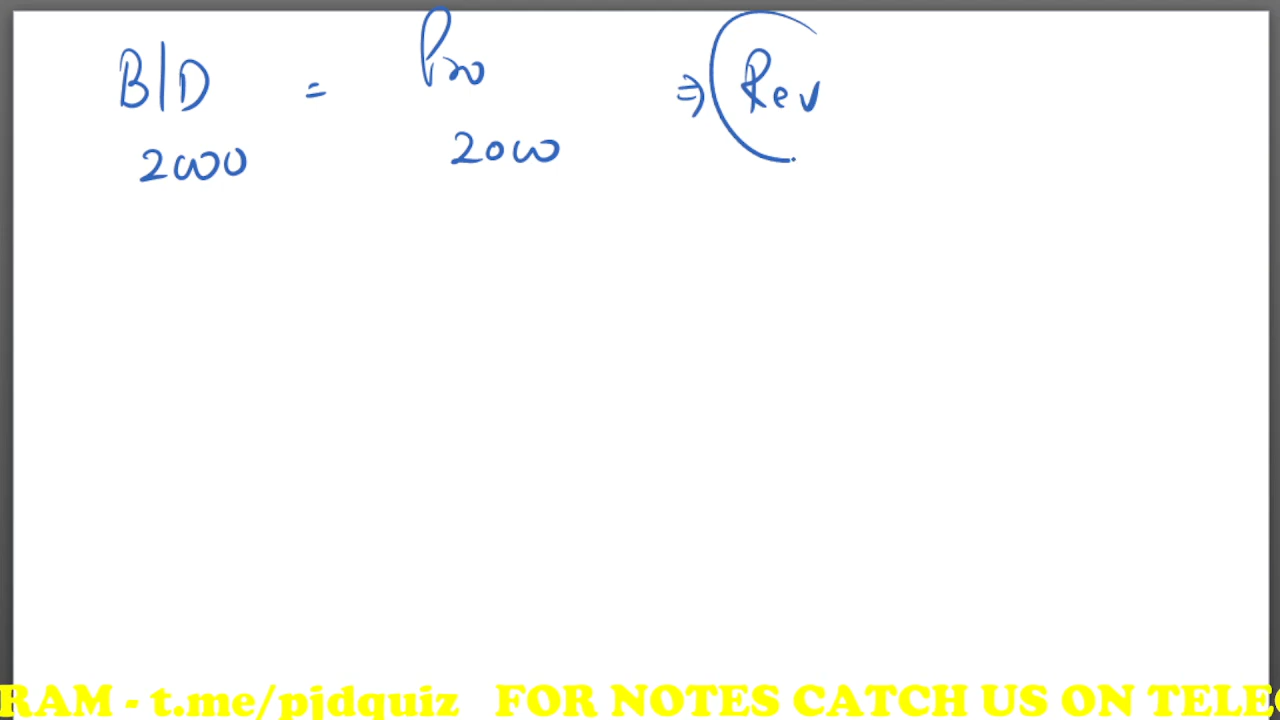 B/D = Pro ⇒ Rev
2000 2000
RAM - t.me/pjdquiz FOR NOTES CATCH US ON TELE